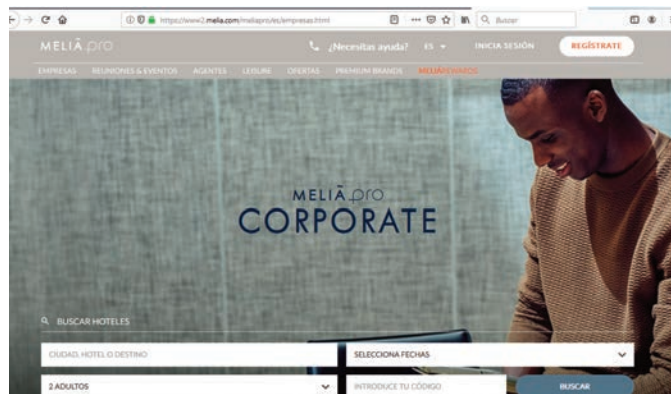 https://www2.melia.com/meliapro/es/empresas.html
Buscar
MELIÃ pro
¿Necesitas ayuda? ES INICIA SESIÓN REGÍSTRATE
EMPRESAS REUNIONES & EVENTOS AGENTES LEISURE OFERTAS PREMIUM BRANDS MELIÃREWARDS
MELIÃ pro
CORPORATE
BUSCAR HOTELES
CIUDAD, HOTEL O DESTINO SELECCIONA FECHAS
2 ADULTOS INTRODUCE TU CÓDIGO BUSCAR